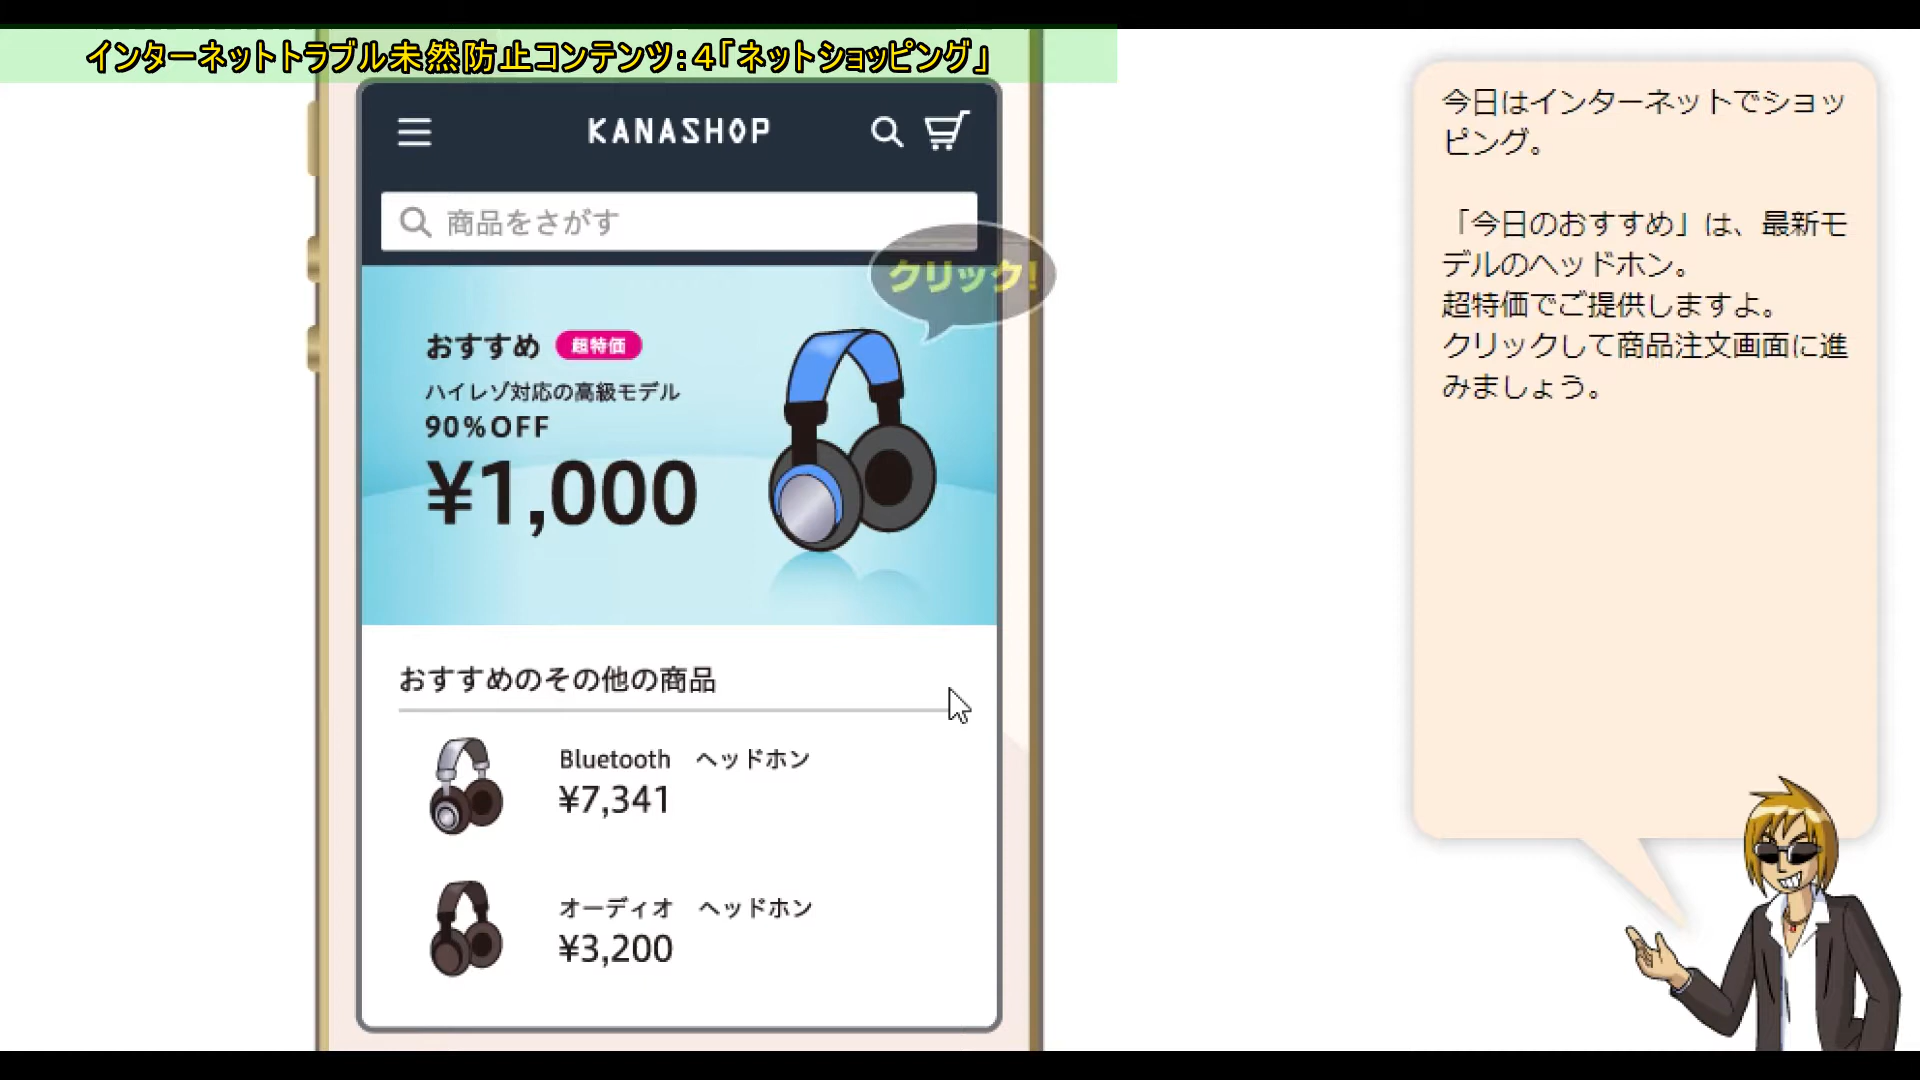 インターネットトラブル未然防止コンテンツ：4「ネットショッピング」
KANASHOP
商品をさがす
クリック!
おすすめ 超特価
ハイレゾ対応の高級モデル
90%OFF
¥1,000
おすすめのその他の商品
Bluetooth ヘッドホン
¥7,341
オーディオ ヘッドホン
¥3,200
今日はインターネットでショッ
ピング。
「今日のおすすめ」は、最新モ
デルのヘッドホン。
超特価でご提供しますよ。
クリックして商品注文画面に進
みましょう。